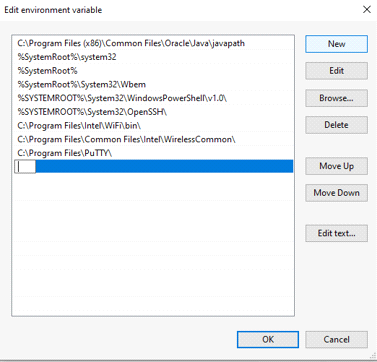 Edit environment variable
C:\Program Files (x86)\Common Files\Oracle\Java\javapath
%SystemRoot%\system32
%SystemRoot%
%SystemRoot%\System32\Wbem
%SYSTEMROOT%\System32\WindowsPowerShell\v1.0\
%SYSTEMROOT%\System32\OpenSSH\
C:\Program Files\Intel\WiFi\bin\
C:\Program Files\Common Files\Intel\WirelessCommon\
C:\Program Files\PuTTY\
New
Edit
Browse...
Delete
Move Up
Move Down
Edit text...
OK
Cancel